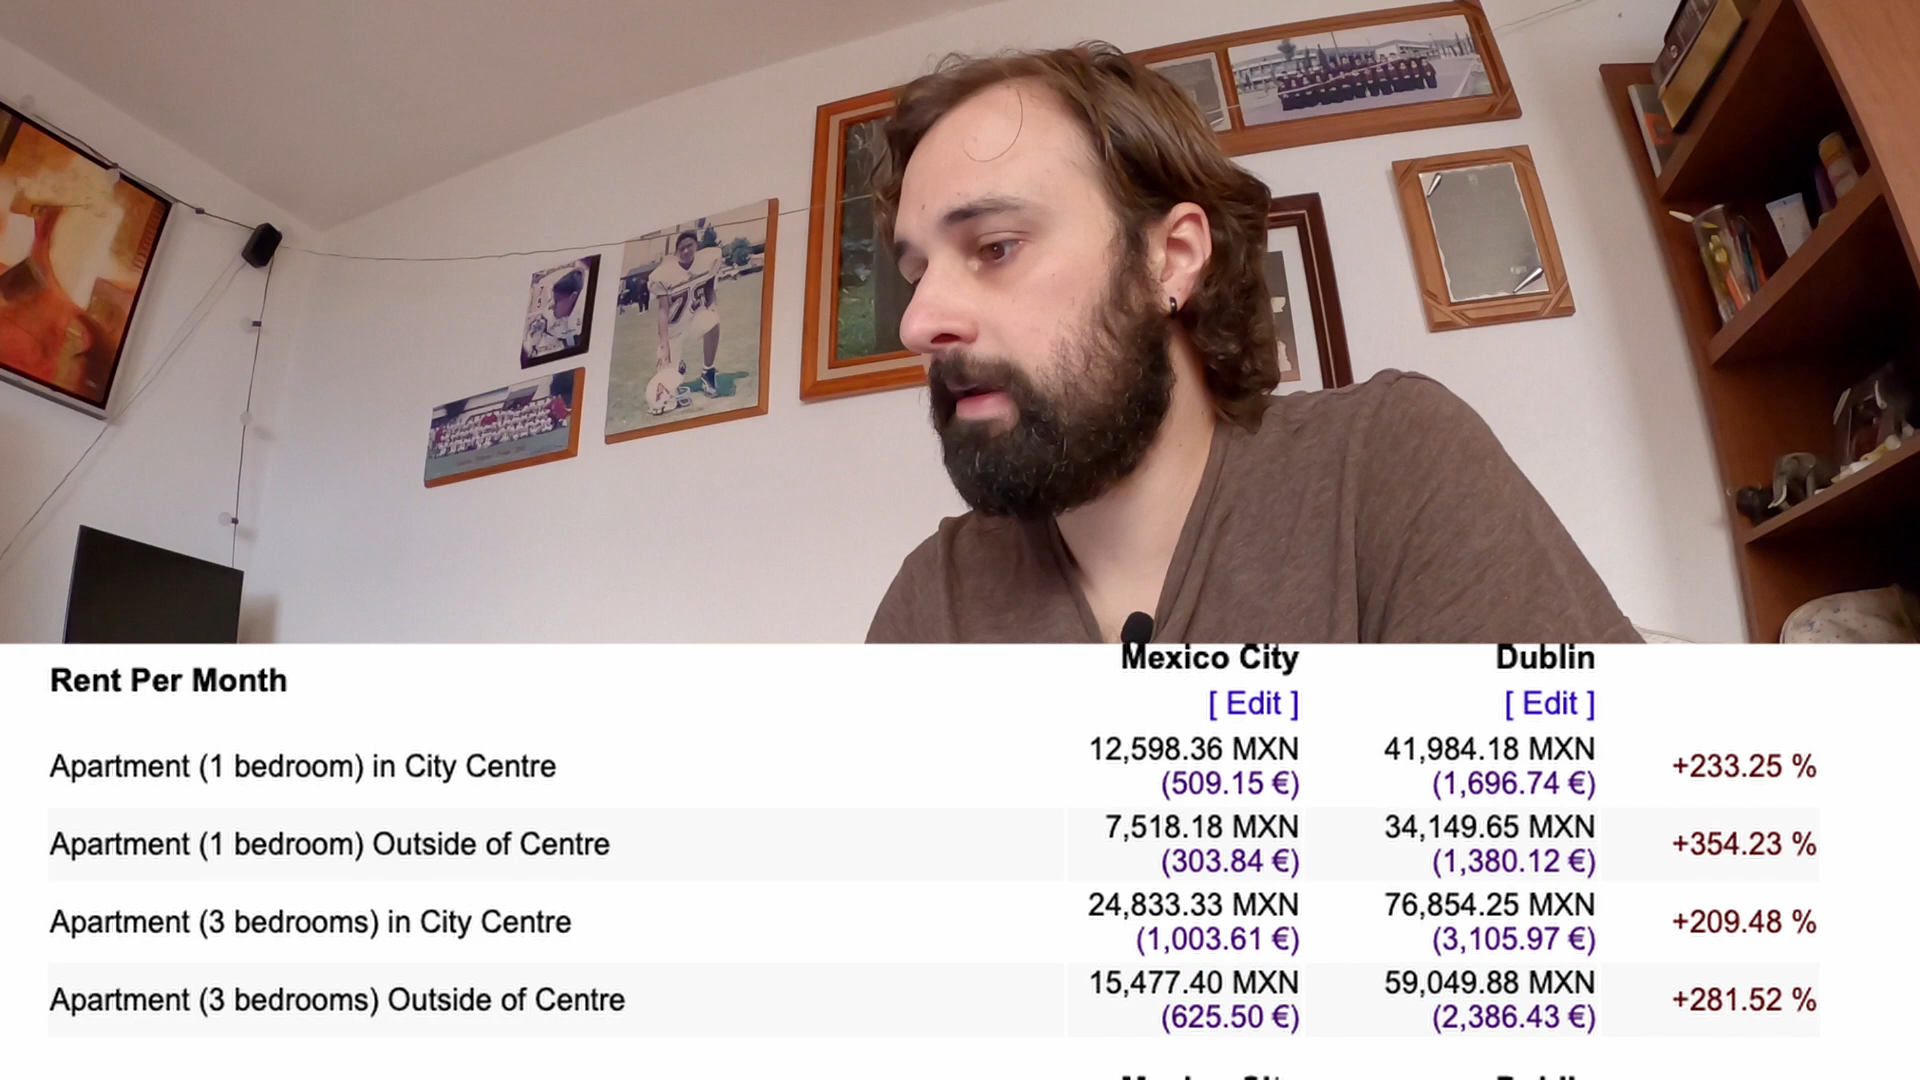 79
Rent Per Month
Mexico City
Dublin
[ Edit ]
[ Edit ]
Apartment (1 bedroom) in City Centre
12,598.36 MXN
(509.15 €)
41,984.18 MXN
(1,696.74 €)
+233.25 %
Apartment (1 bedroom) Outside of Centre
7,518.18 MXN
(303.84 €)
34,149.65 MXN
(1,380.12 €)
+354.23 %
Apartment (3 bedrooms) in City Centre
24,833.33 MXN
(1,003.61 €)
76,854.25 MXN
(3,105.97 €)
+209.48 %
Apartment (3 bedrooms) Outside of Centre
15,477.40 MXN
(625.50 €)
59,049.88 MXN
(2,386.43 €)
+281.52 %